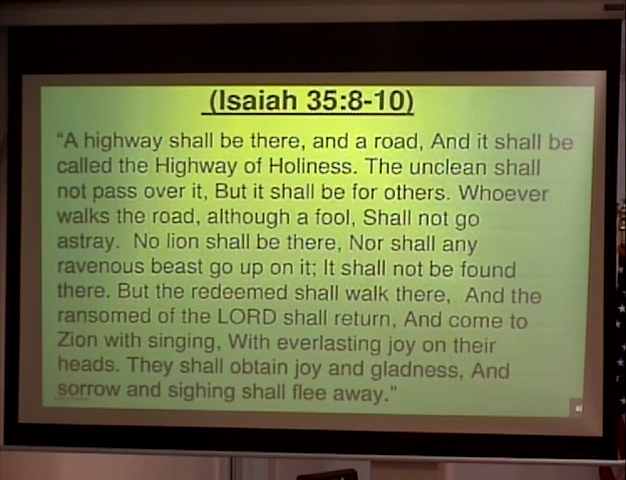 (Isaiah 35:8-10)
“A highway shall be there, and a road, And it shall be
called the Highway of Holiness. The unclean shall
not pass over it, But it shall be for others. Whoever
walks the road, although a fool, Shall not go
astray. No lion shall be there, Nor shall any
ravenous beast go up on it; It shall not be found
there. But the redeemed shall walk there, And the
ransomed of the LORD shall return, And come to
Zion with singing, With everlasting joy on their
heads. They shall obtain joy and gladness, And
sorrow and sighing shall flee away.”